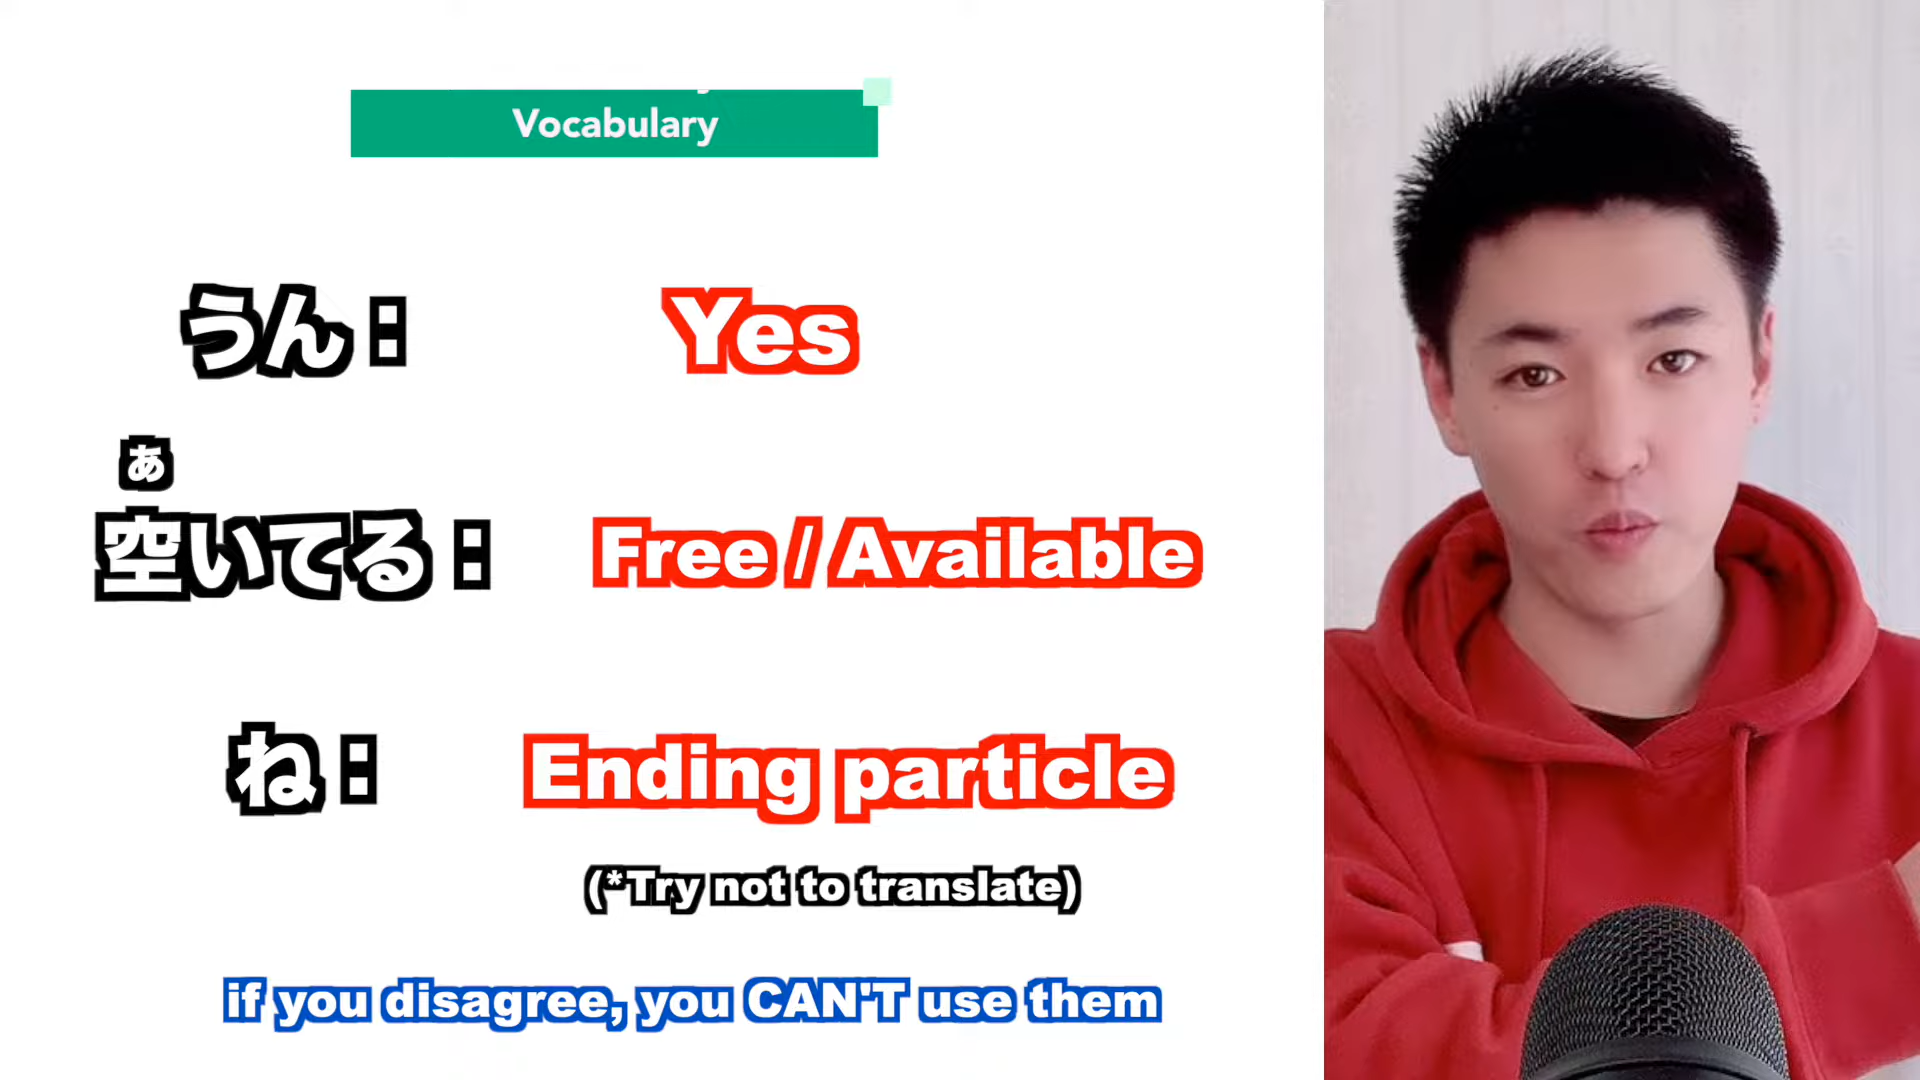 Vocabulary
うん： Yes
あ
空いてる： Free / Available
ね： Ending particle
(*Try not to translate)
if you disagree, you CAN'T use them